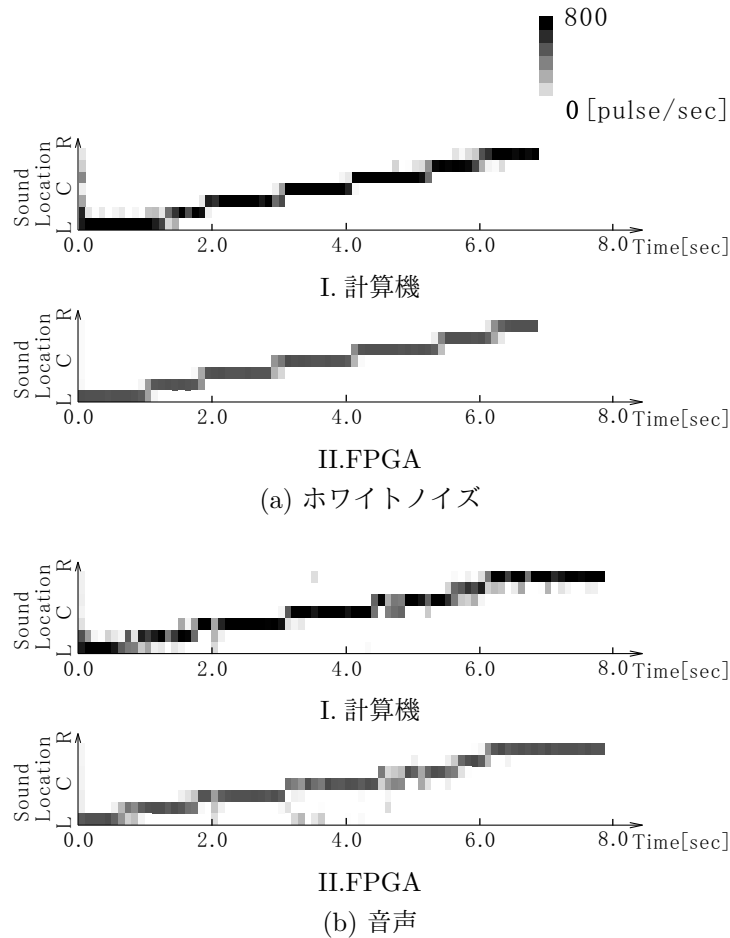 800
0 [pulse/sec]
Sound Location
L C R
0.0 2.0 4.0 6.0 8.0 Time[sec]
I. 計算機
Sound Location
L C R
0.0 2.0 4.0 6.0 8.0 Time[sec]
II.FPGA
(a) ホワイトノイズ
Sound Location
L C R
0.0 2.0 4.0 6.0 8.0 Time[sec]
I. 計算機
Sound Location
L C R
0.0 2.0 4.0 6.0 8.0 Time[sec]
II.FPGA
(b) 音声